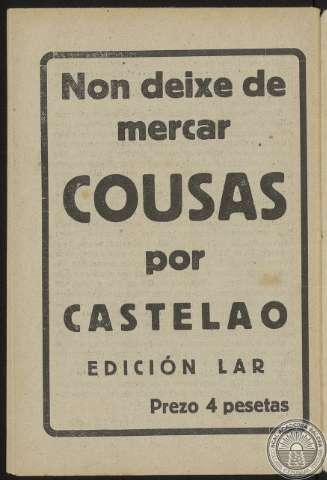 Non deixe de
mercar
COUSAS
por
CASTELAO
EDICIÓN LAR
Prezo 4 pesetas